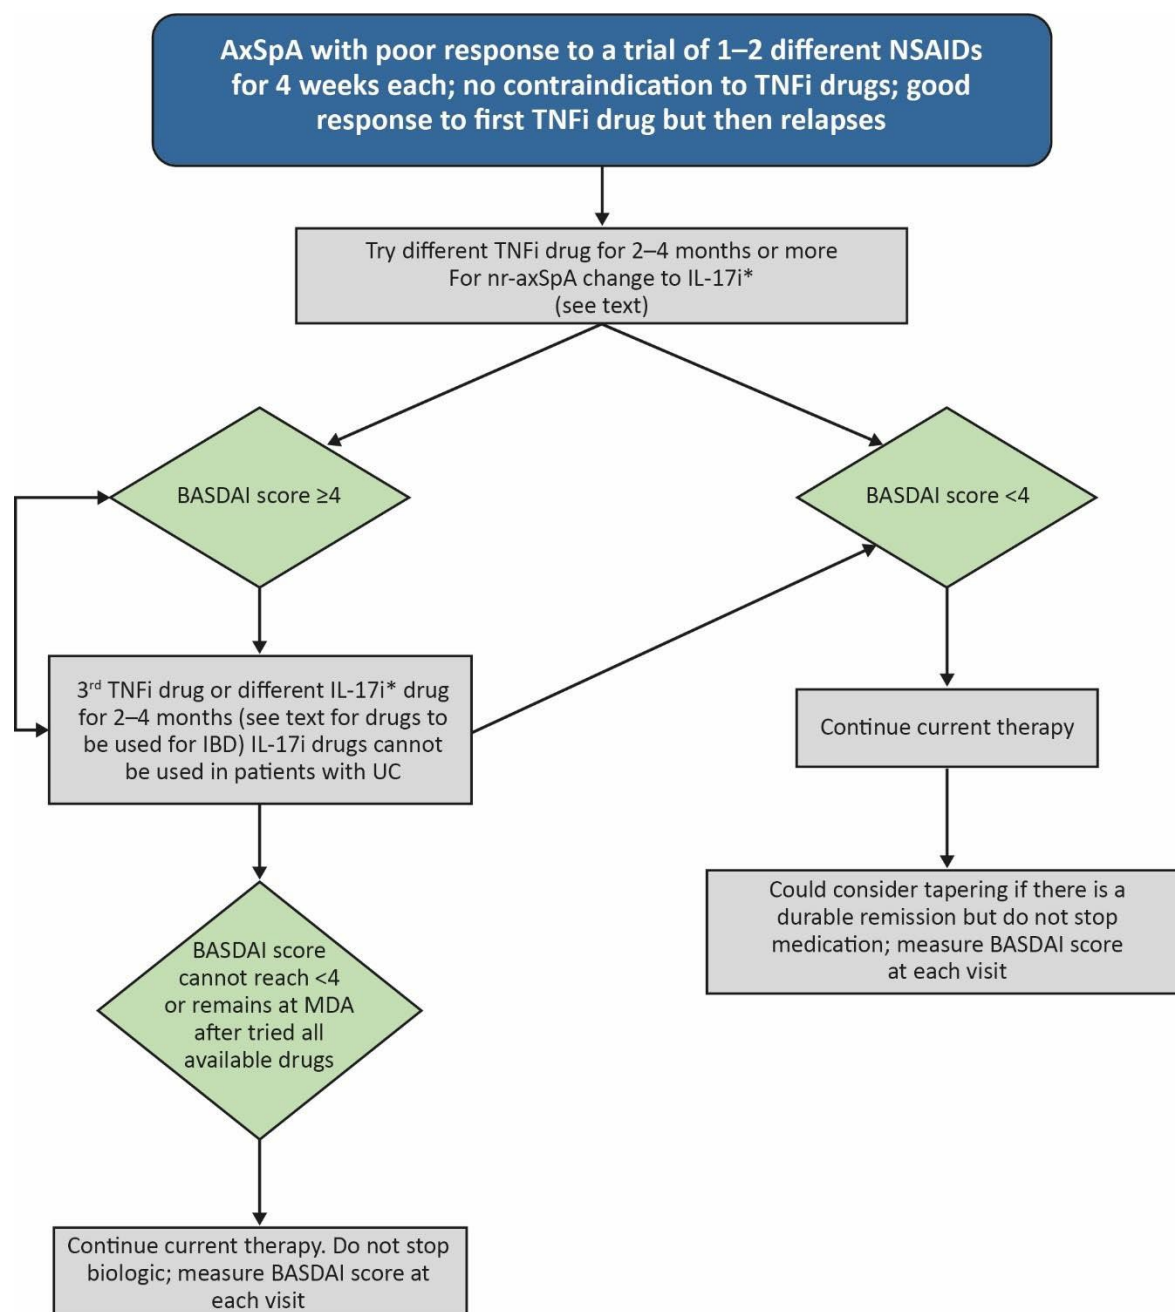 AxSpA with poor response to a trial of 1–2 different NSAIDs
for 4 weeks each; no contraindication to TNFi drugs; good
response to first TNFi drug but then relapses
Try different TNFi drug for 2–4 months or more
For nr-axSpA change to IL-17i*
(see text)
BASDAI score ≥4
BASDAI score <4
3rd TNFi drug or different IL-17i* drug
for 2–4 months (see text for drugs to
be used for IBD) IL-17i drugs cannot
be used in patients with UC
Continue current therapy
Could consider tapering if there is a
durable remission but do not stop
medication; measure BASDAI score
at each visit
BASDAI score
cannot reach <4
or remains at MDA
after tried all
available drugs
Continue current therapy. Do not stop
biologic; measure BASDAI score at
each visit